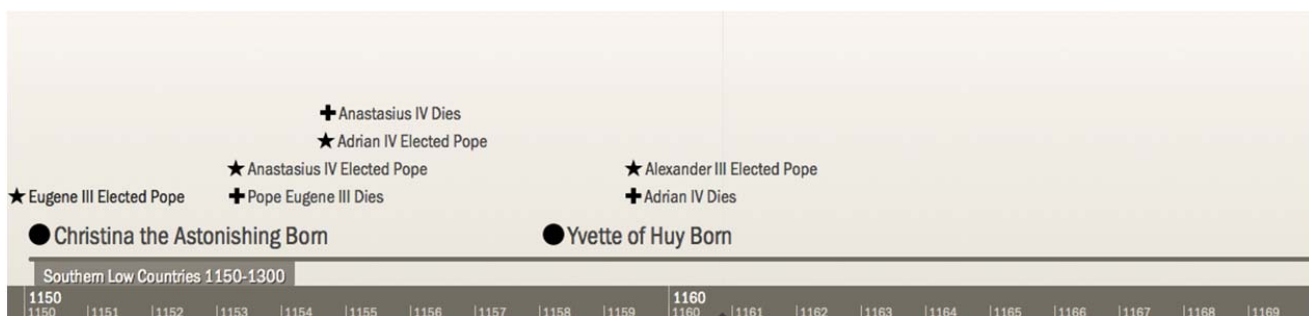 Anastasius IV Dies
Adrian IV Elected Pope
Anastasius IV Elected Pope Alexander III Elected Pope
Eugene III Elected Pope Pope Eugene III Dies Adrian IV Dies
Christina the Astonishing Born Yvette of Huy Born
Southern Low Countries 1150-1300
1150 1160
1150 1151 1152 1153 1154 1155 1156 1157 1158 1159 1160 1161 1162 1163 1164 1165 1166 1167 1168 1169